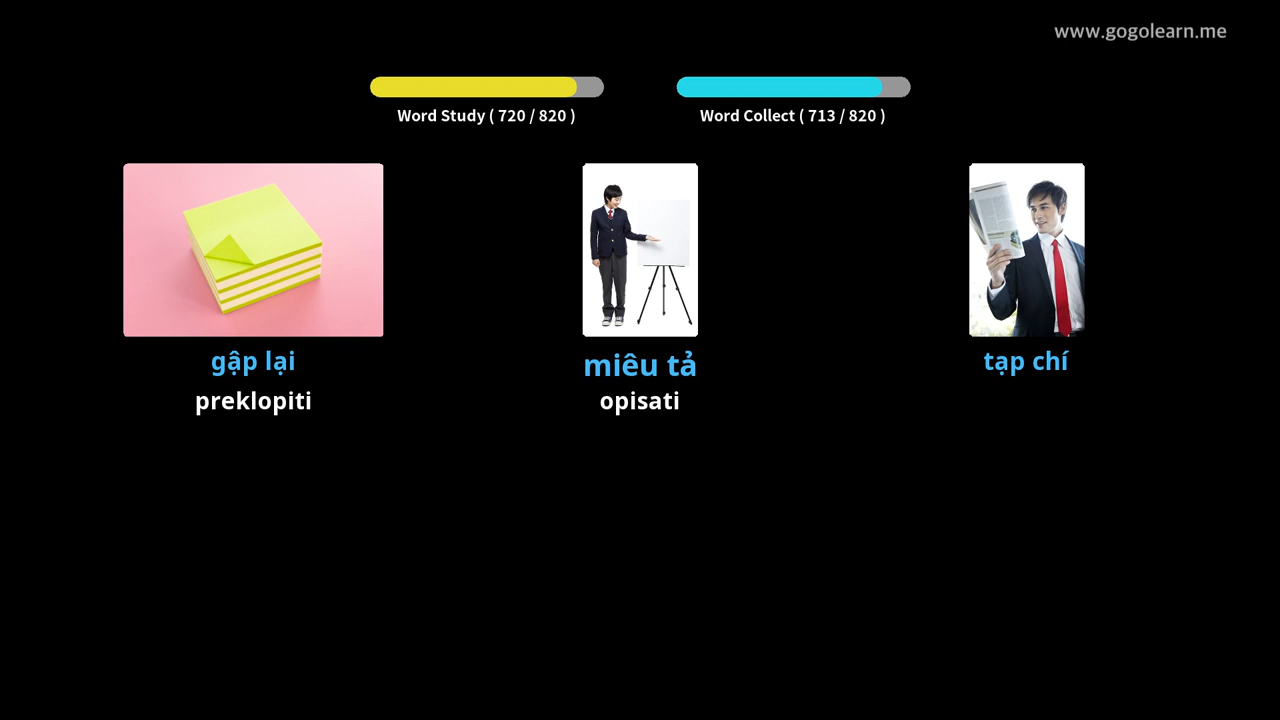 www.gogolearn.me
Word Study ( 720 / 820 )
Word Collect ( 713 / 820 )
gập lại
miêu tả
tạp chí
preklopiti
opisati